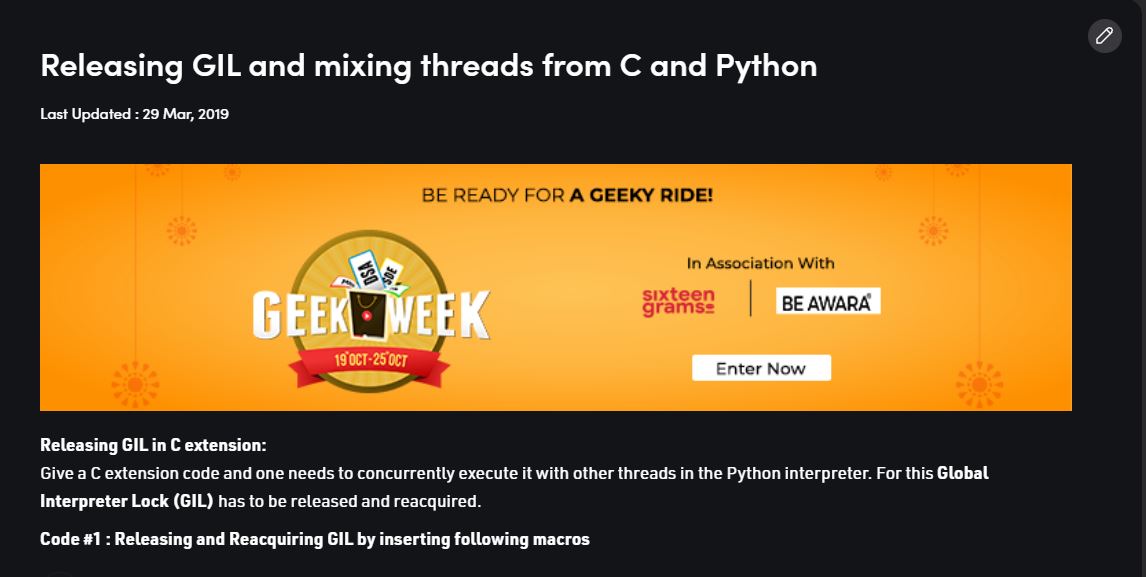 Releasing GIL and mixing threads from C and Python
Last Updated : 29 Mar, 2019
BE READY FOR A GEEKY RIDE!
DSA
SDE
GEEK WEEK
19 OCT - 25 OCT
In Association With
sixteen
grams
BE AWARA
Enter Now
Releasing GIL in C extension:
Give a C extension code and one needs to concurrently execute it with other threads in the Python interpreter. For this Global
Interpreter Lock (GIL) has to be released and reacquired.
Code #1 : Releasing and Reacquiring GIL by inserting following macros